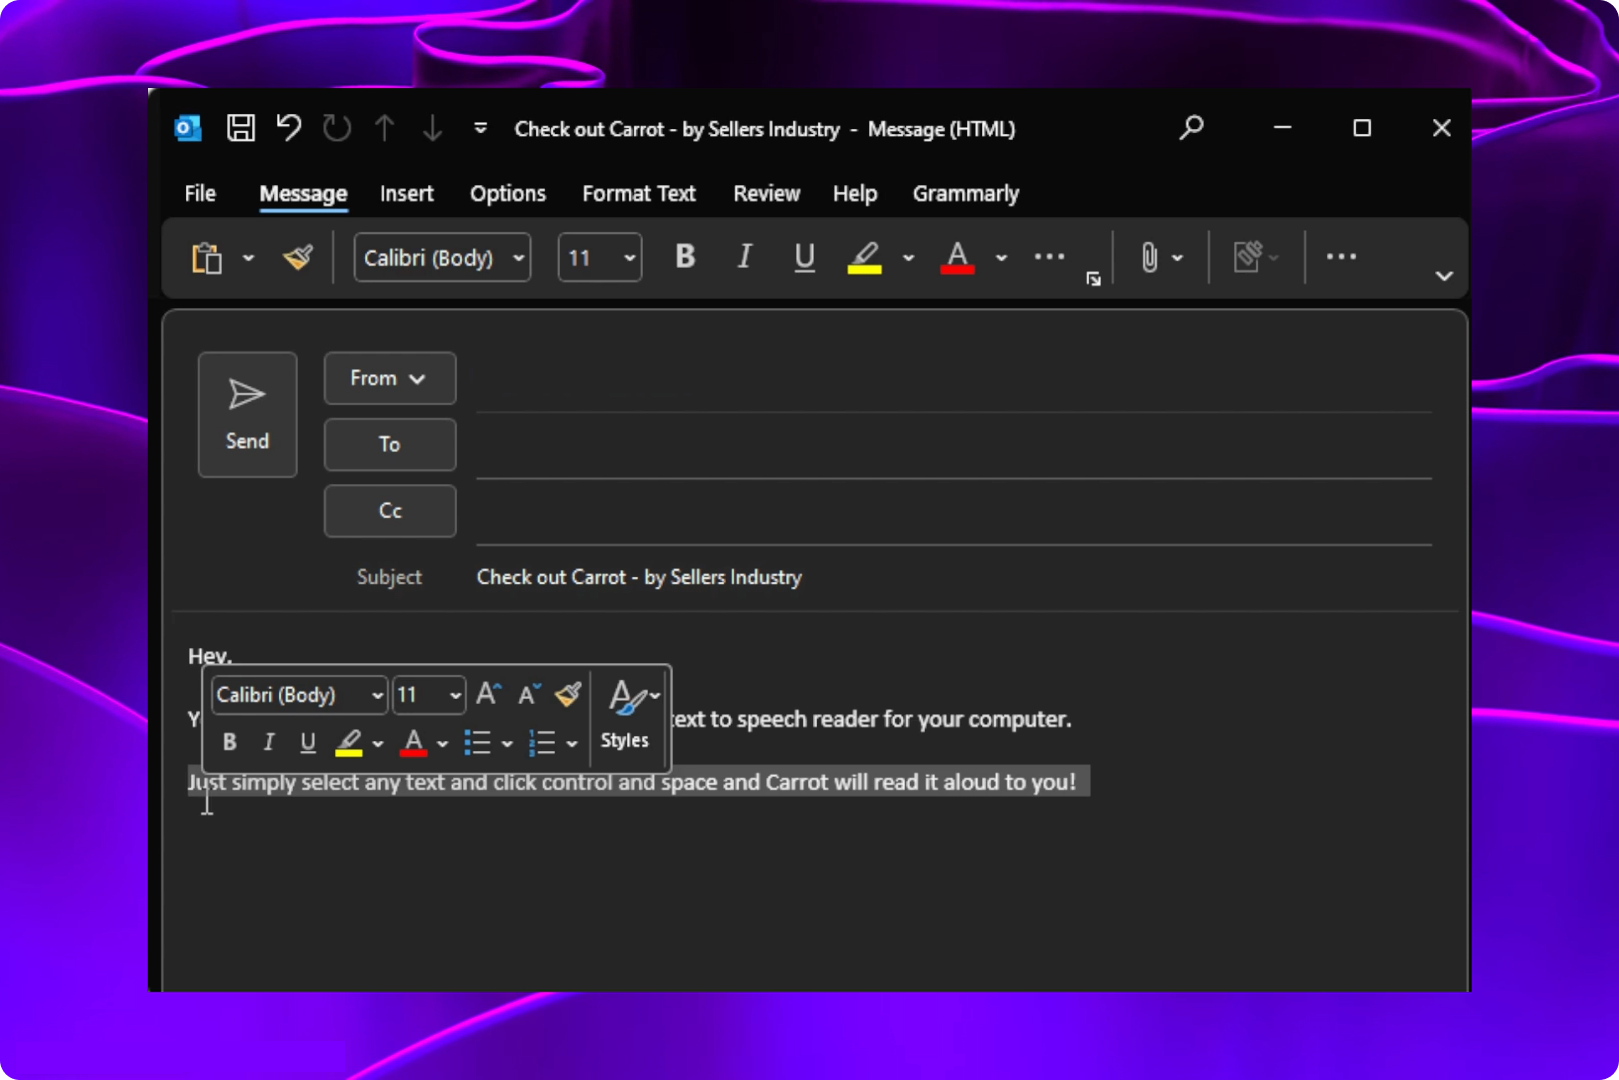 Check out Carrot - by Sellers Industry - Message (HTML)
File Message Insert Options Format Text Review Help Grammarly
Calibri (Body) 11 B I U A
From
Send
To
Cc
Subject Check out Carrot - by Sellers Industry
Hey,
Calibri (Body) 11 A A
text to speech reader for your computer.
B I U A Styles
Just simply select any text and click control and space and Carrot will read it aloud to you!